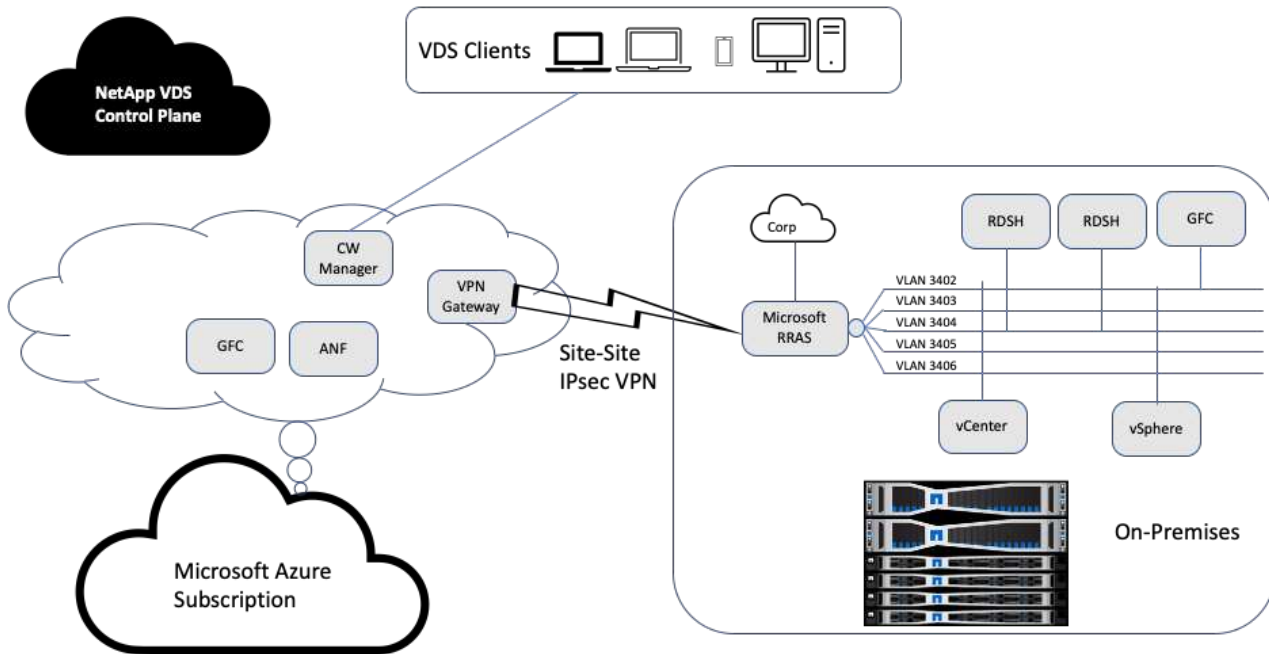 NetApp VDS
Control Plane
VDS Clients
CW
Manager
VPN
Gateway
GFC
ANF
Site-Site
IPsec VPN
Microsoft Azure
Subscription
Corp
Microsoft
RRAS
RDSH
RDSH
GFC
VLAN 3402
VLAN 3403
VLAN 3404
VLAN 3405
VLAN 3406
vCenter
vSphere
On-Premises